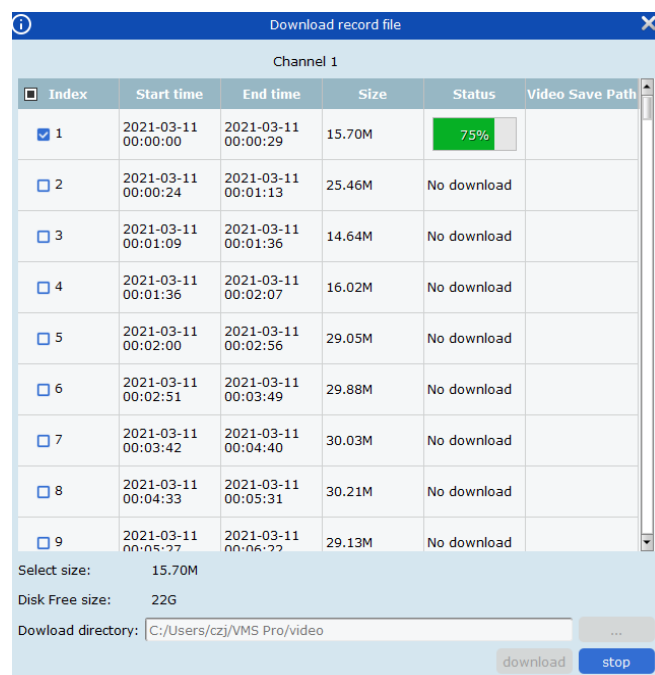 Download record file
Channel 1
Index Start time End time Size Status Video Save Path
1 2021-03-11 00:00:00 2021-03-11 00:00:29 15.70M 75%
2 2021-03-11 00:00:24 2021-03-11 00:01:13 25.46M No download
3 2021-03-11 00:01:09 2021-03-11 00:01:36 14.64M No download
4 2021-03-11 00:01:36 2021-03-11 00:02:07 16.02M No download
5 2021-03-11 00:02:00 2021-03-11 00:02:56 29.05M No download
6 2021-03-11 00:02:51 2021-03-11 00:03:49 29.88M No download
7 2021-03-11 00:03:42 2021-03-11 00:04:40 30.03M No download
8 2021-03-11 00:04:33 2021-03-11 00:05:31 30.21M No download
9 2021-03-11 00:05:27 2021-03-11 00:06:22 29.13M No download
Select size: 15.70M
Disk Free size: 22G
Dowload directory: C:/Users/czj/VMS Pro/video ...
download stop